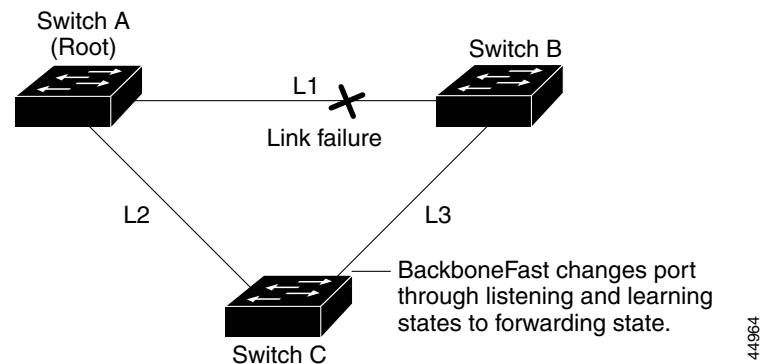 Switch A
(Root)
Switch B
L1
Link failure
L2
L3
BackboneFast changes port
through listening and learning
states to forwarding state.
Switch C
44964